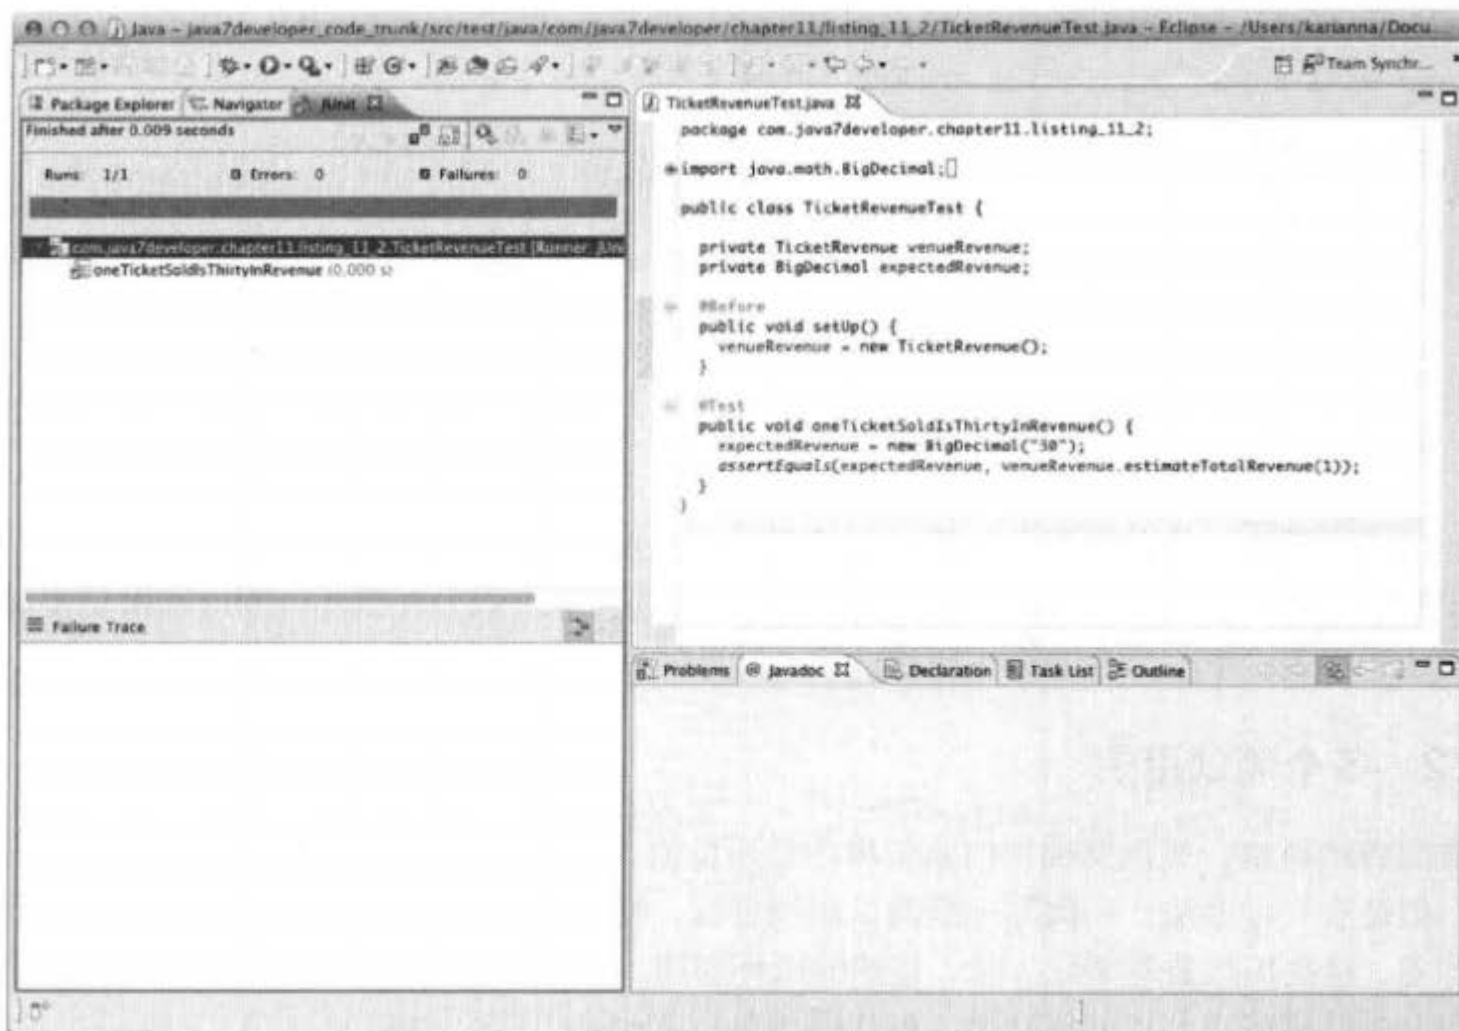 Java – java7developer_code_trunk/src/test/java/com/java7developer/chapter11/listing_11_2/TicketRevenueTest.java – Eclipse – /Users/karianna/Docu...
Team Synchr...
Package Explorer
Navigator
JUnit
Finished after 0.009 seconds
Runs: 1/1
Errors: 0
Failures: 0
com.java7developer.chapter11.listing_11_2.TicketRevenueTest [Runner: JUni
oneTicketSoldIsThirtyInRevenue (0.000 s)
Failure Trace
TicketRevenueTest.java
package com.java7developer.chapter11.listing_11_2;
import java.math.BigDecimal;
public class TicketRevenueTest {
private TicketRevenue venueRevenue;
private BigDecimal expectedRevenue;
@Before
public void setUp() {
venueRevenue = new TicketRevenue();
}
@Test
public void oneTicketSoldIsThirtyInRevenue() {
expectedRevenue = new BigDecimal("30");
assertEquals(expectedRevenue, venueRevenue.estimateTotalRevenue(1));
}
}
Problems
@ Javadoc
Declaration
Task List
Outline